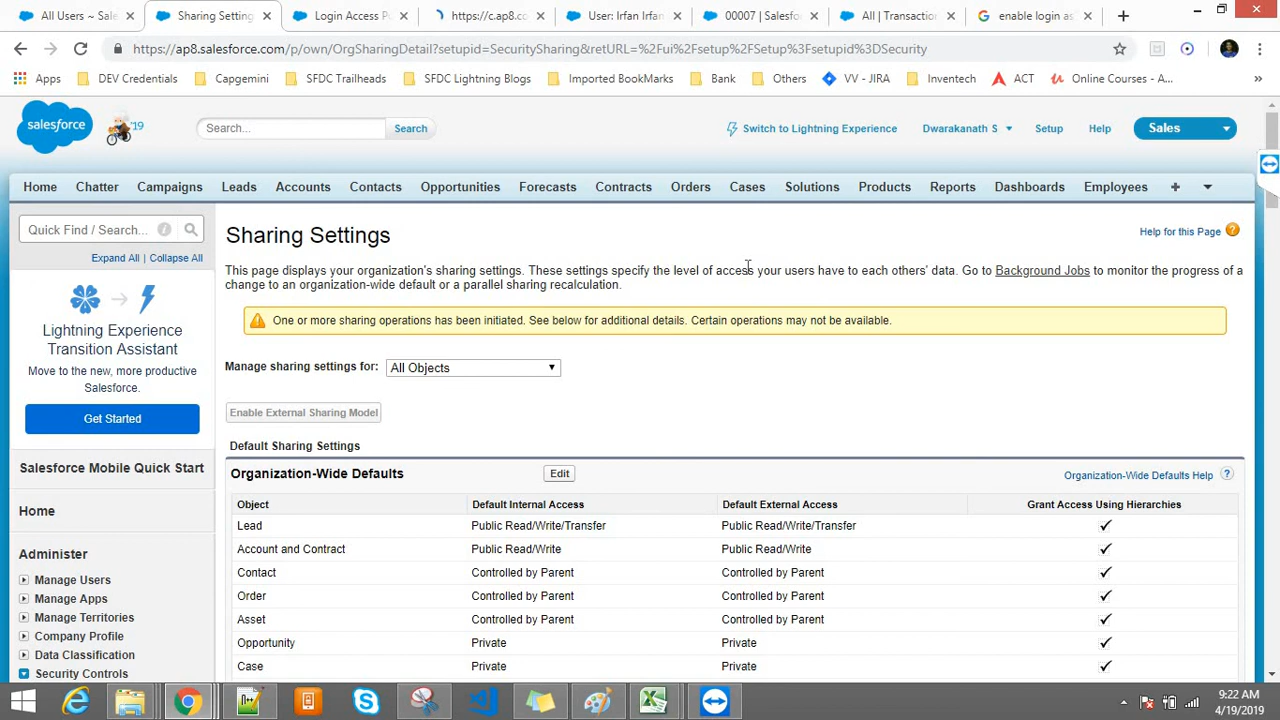 All Users ~ Sale
Sharing Setting
Login Access P
https://c.ap8.co
User: Irfan Irfan
00007 | Salesfo
All | Transaction
enable login as
https://ap8.salesforce.com/p/own/OrgSharingDetail?setupid=SecuritySharing&retURL=%2Fui%2Fsetup%2FSetup%3Fsetupid%3DSecurity
Apps
DEV Credentials
Capgemini
SFDC Trailheads
SFDC Lightning Blogs
Imported BookMarks
Bank
Others
VV - JIRA
Inventech
ACT
Online Courses - A...
»
salesforce
'19
Search...
Search
Switch to Lightning Experience
Dwarakanath S
Setup
Help
Sales
Home Chatter Campaigns Leads Accounts Contacts Opportunities Forecasts Contracts Orders Cases Solutions Products Reports Dashboards Employees +
Quick Find / Search...
Expand All | Collapse All
Lightning Experience
Transition Assistant
Move to the new, more productive
Salesforce.
Get Started
Salesforce Mobile Quick Start
Home
Administer
Manage Users
Manage Apps
Manage Territories
Company Profile
Data Classification
Security Controls
Sharing Settings
Help for this Page
This page displays your organization's sharing settings. These settings specify the level of access your users have to each others' data. Go to Background Jobs to monitor the progress of a
change to an organization-wide default or a parallel sharing recalculation.
One or more sharing operations has been initiated. See below for additional details. Certain operations may not be available.
Manage sharing settings for: All Objects
Enable External Sharing Model
Default Sharing Settings
Organization-Wide Defaults Edit Organization-Wide Defaults Help ?
Object Default Internal Access Default External Access Grant Access Using Hierarchies
Lead Public Read/Write/Transfer Public Read/Write/Transfer ✓
Account and Contract Public Read/Write Public Read/Write ✓
Contact Controlled by Parent Controlled by Parent ✓
Order Controlled by Parent Controlled by Parent ✓
Asset Controlled by Parent Controlled by Parent ✓
Opportunity Private Private ✓
Case Private Private ✓
9:22 AM
4/19/2019